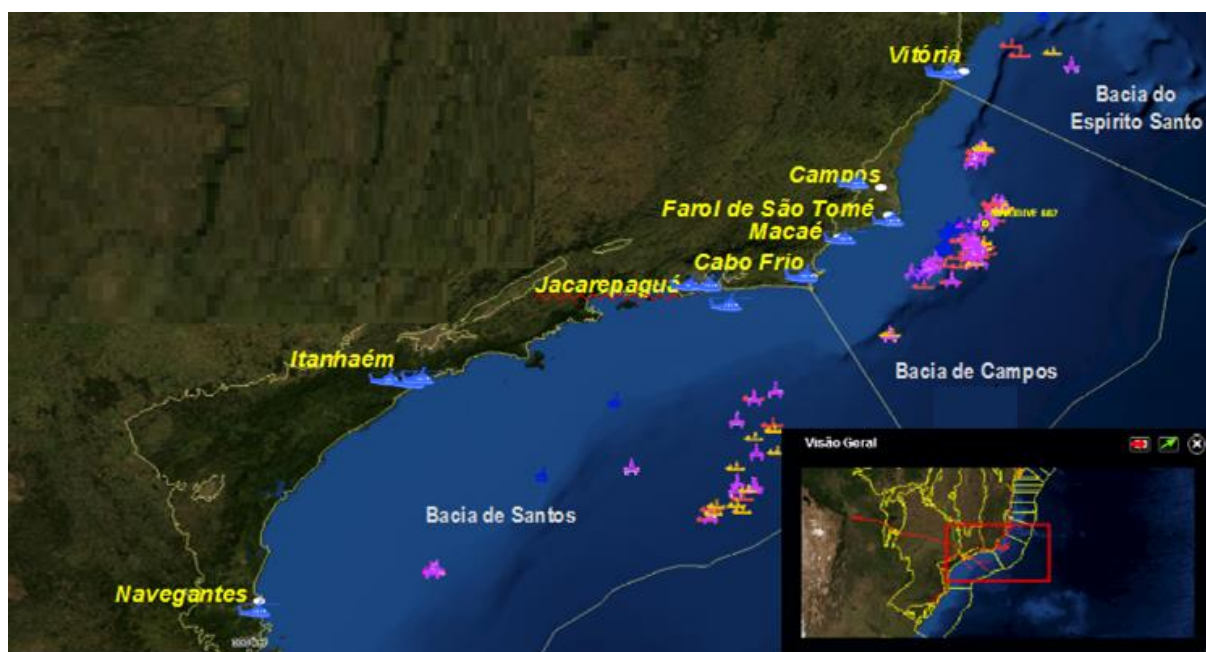 Vitória
Bacia do
Espirito Santo
Campos
Farol de São Tomé
Macaé
Cabo Frio
Jacarepaguá
Itanhaém
Bacia de Campos
Visão Geral
Bacia de Santos
Navegantes